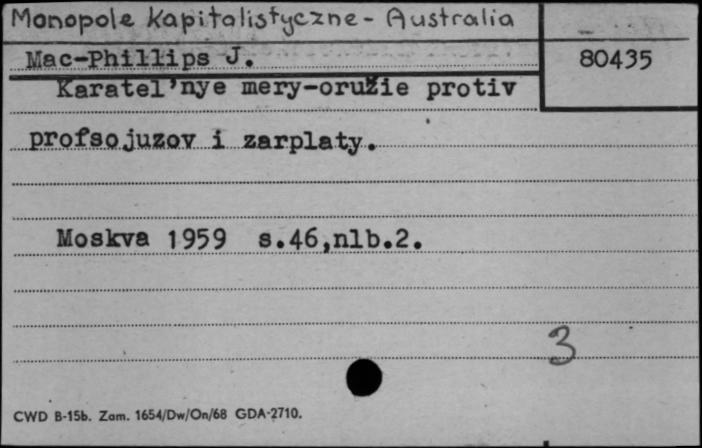 Monopole Kapitalistyczne - Australia
Mac-Phillips J.
80435
Karatel'nye mery-oružie protiv
profsojuzov i zarplaty.
Moskva 1959 s.46,nlb.2.
3
CWD B-15b. Zam. 1654/Dw/On/68 GDA-2710.